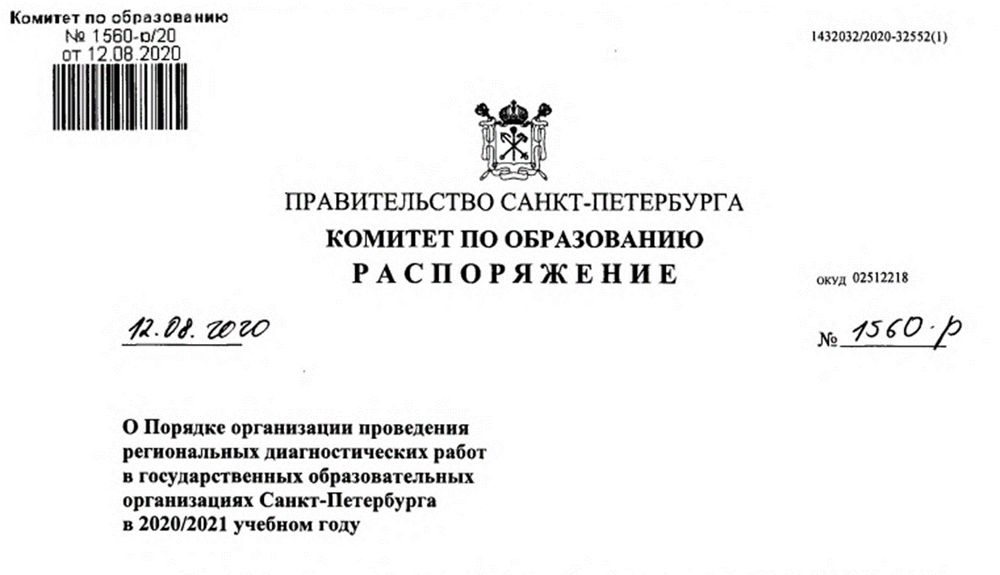 Комитет по образованию
№ 1560-р/20
от 12.08.2020
1432032/2020-32552(1)
ПРАВИТЕЛЬСТВО САНКТ-ПЕТЕРБУРГА
КОМИТЕТ ПО ОБРАЗОВАНИЮ
РАСПОРЯЖЕНИЕ
ОКУД 02512218
12.08.2020
№ 1560-р
О Порядке организации проведения
региональных диагностических работ
в государственных образовательных
организациях Санкт-Петербурга
в 2020/2021 учебном году